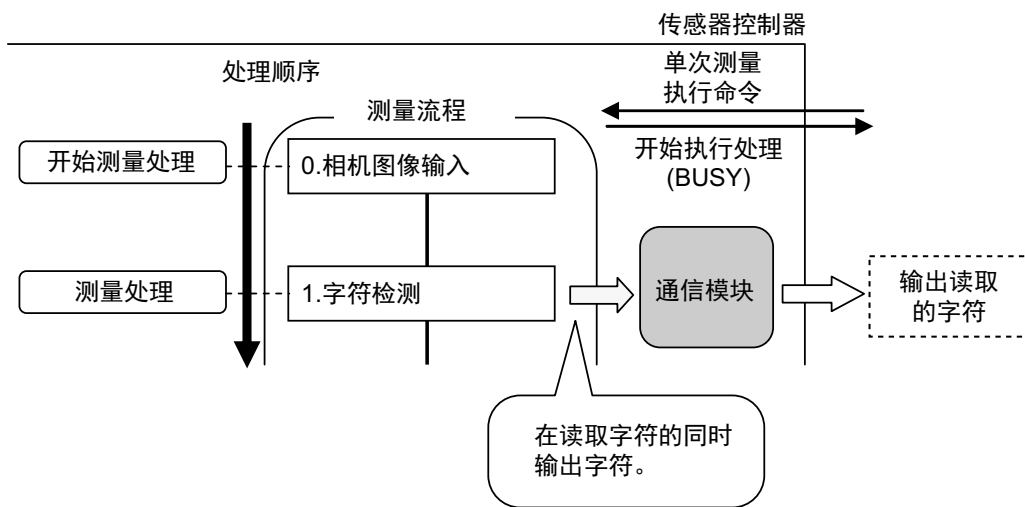 传感器控制器
处理顺序
单次测量
执行命令
测量流程
开始执行处理
(BUSY)
开始测量处理
0.相机图像输入
测量处理
1.字符检测
通信模块
输出读取
的字符
在读取字符的同时
输出字符。